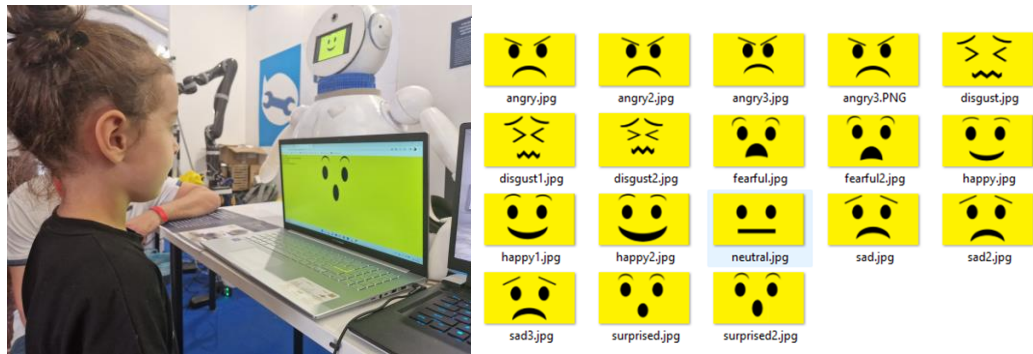 angry.jpg angry2.jpg angry3.jpg angry3.PNG disgust.jpg
disgust1.jpg disgust2.jpg fearful.jpg fearful2.jpg happy.jpg
happy1.jpg happy2.jpg neutral.jpg sad.jpg sad2.jpg
sad3.jpg surprised.jpg surprised2.jpg